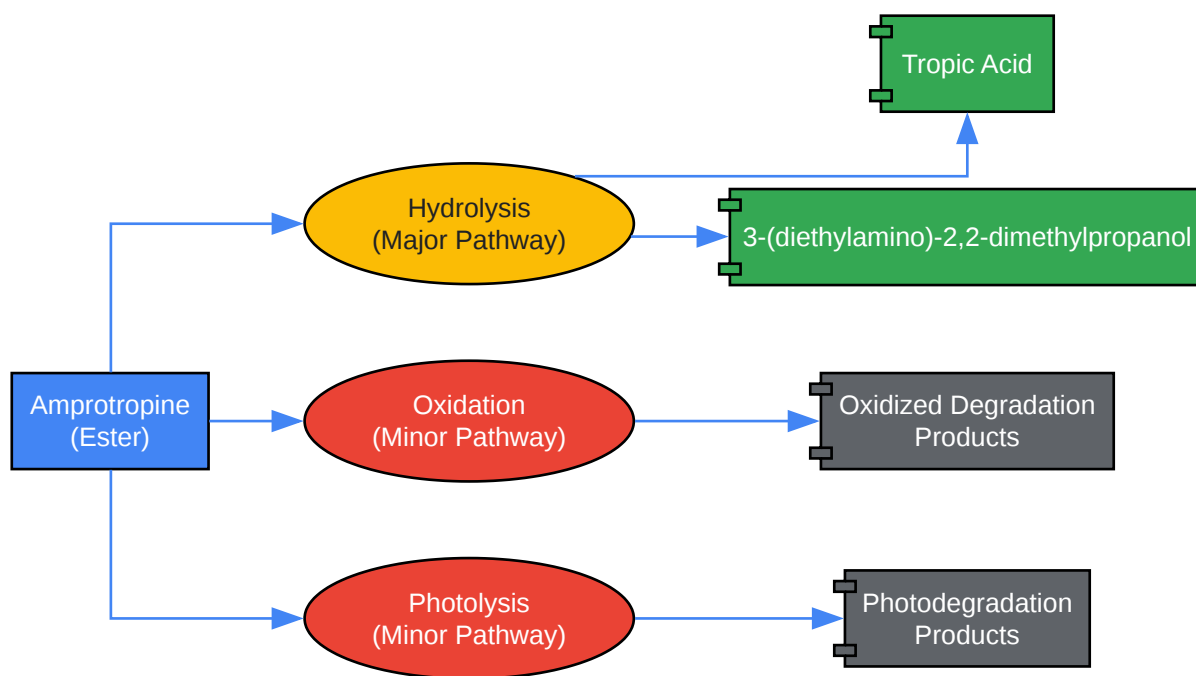 Tropic Acid
Hydrolysis
(Major Pathway)
3-(diethylamino)-2,2-dimethylpropanol
Amprotropine
(Ester)
Oxidation
(Minor Pathway)
Oxidized Degradation
Products
Photolysis
(Minor Pathway)
Photodegradation
Products